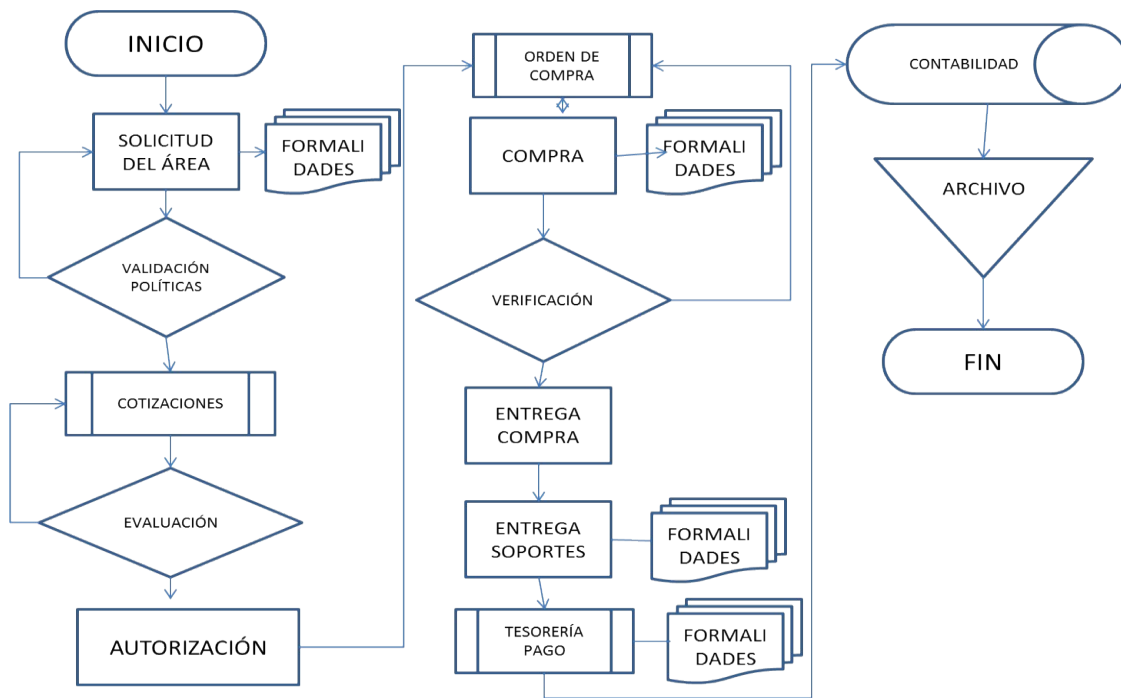 INICIO
SOLICITUD
DEL ÁREA
FORMALI
DADES
VALIDACIÓN
POLÍTICAS
COTIZACIONES
EVALUACIÓN
AUTORIZACIÓN
ORDEN DE
COMPRA
COMPRA
FORMALI
DADES
VERIFICACIÓN
ENTREGA
COMPRA
ENTREGA
SOPORTES
FORMALI
DADES
TESORERÍA
PAGO
FORMALI
DADES
CONTABILIDAD
ARCHIVO
FIN